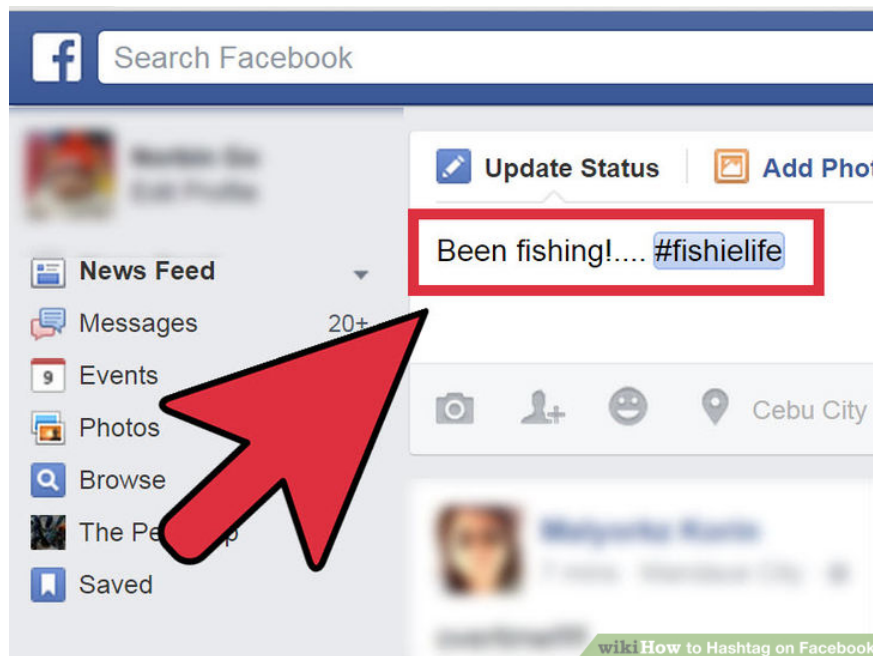 f
Search Facebook
Update Status
Add Phot
Been fishing!.... #fishielife
News Feed
Messages 20+
Events
9
Photos
Browse
The Pe p
Saved
Cebu City
wikiHow to Hashtag on Facebook